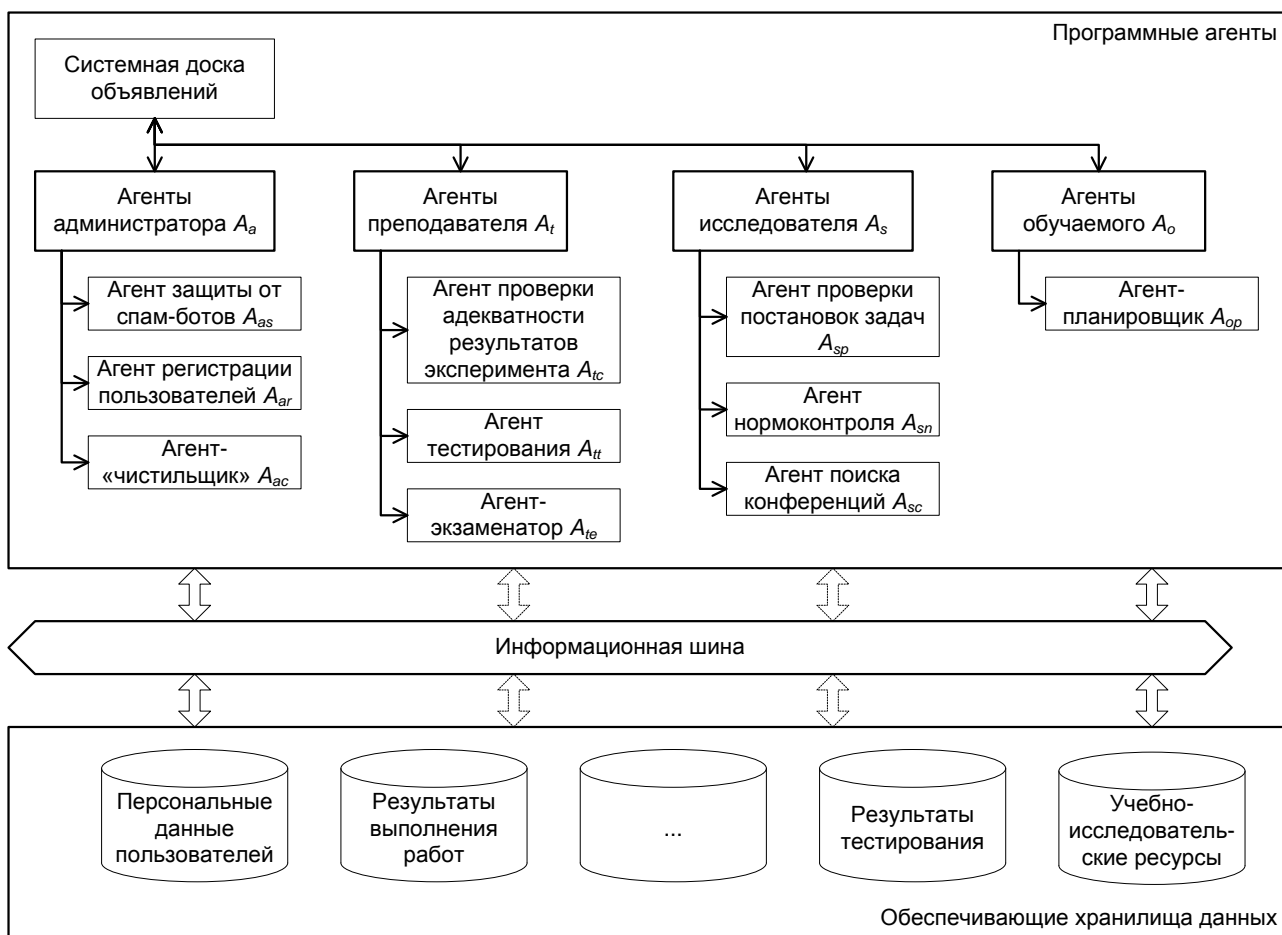 Программные агенты
Системная доска
объявлений
Агенты
администратора Aa
Агенты
преподавателя At
Агенты
исследователя As
Агенты
обучаемого Ao
Агент защиты от
спам-ботов Aas
Агент регистрации
пользователей Aar
Агент-
«чистильщик» Aac
Агент проверки
адекватности
результатов
эксперимента Atc
Агент
тестирования Att
Агент-
экзаменатор Ate
Агент проверки
постановок задач
Asp
Агент
нормоконтроля Asn
Агент поиска
конференций Asc
Агент-
планировщик Aop
Информационная шина
Персональные
данные
пользователей
Результаты
выполнения
работ
...
Результаты
тестирования
Учебно-
исследователь-
ские ресурсы
Обеспечивающие хранилища данных